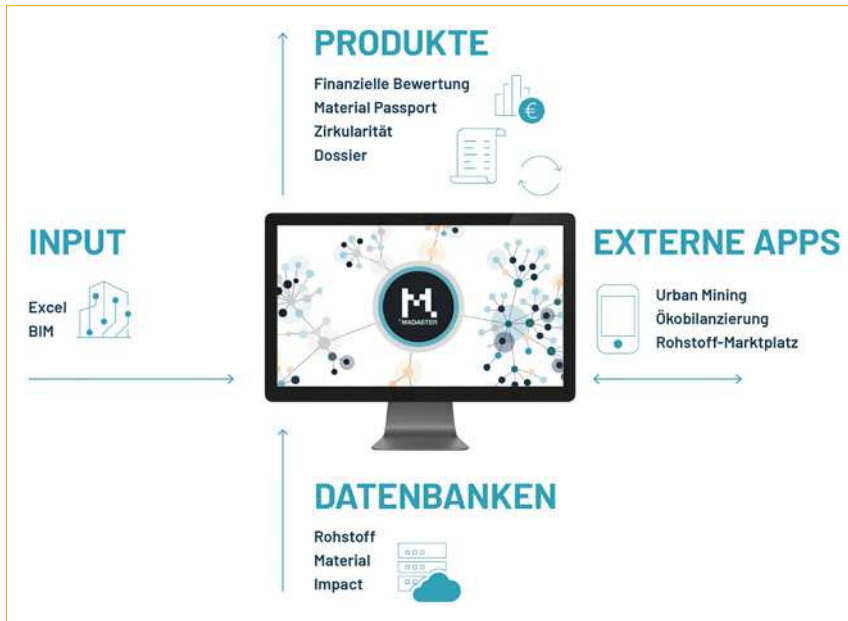 PRODUKTE
Finanzielle Bewertung
Material Passport
Zirkularität
Dossier
€
INPUT
Excel
BIM
M.
MADASTER
EXTERNE APPS
Urban Mining
Ökobilanzierung
Rohstoff-Marktplatz
DATENBANKEN
Rohstoff
Material
Impact